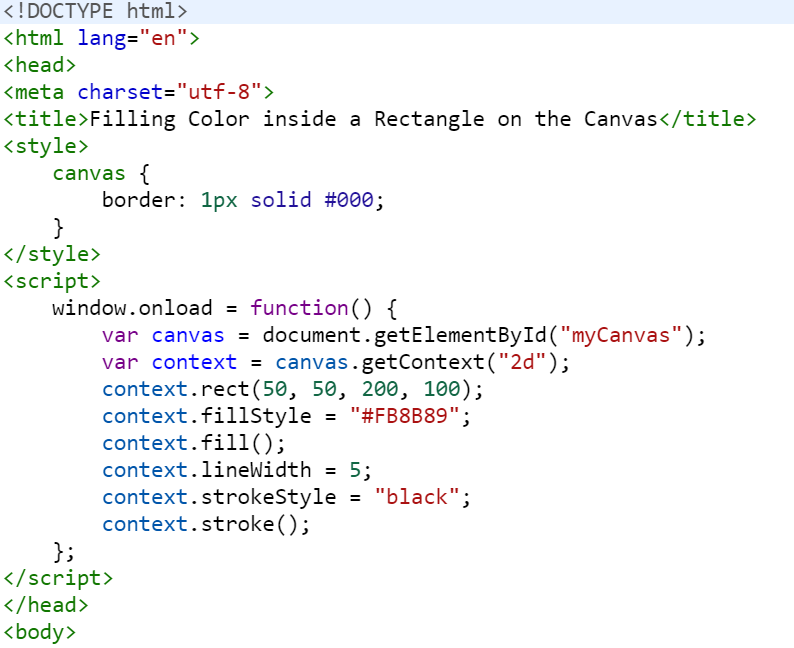 <!DOCTYPE html>
<html lang="en">
<head>
<meta charset="utf-8">
<title>Filling Color inside a Rectangle on the Canvas</title>
<style>
    canvas {
        border: 1px solid #000;
    }
</style>
<script>
    window.onload = function() {
        var canvas = document.getElementById("myCanvas");
        var context = canvas.getContext("2d");
        context.rect(50, 50, 200, 100);
        context.fillStyle = "#FB8B89";
        context.fill();
        context.lineWidth = 5;
        context.strokeStyle = "black";
        context.stroke();
    };
</script>
</head>
<body>